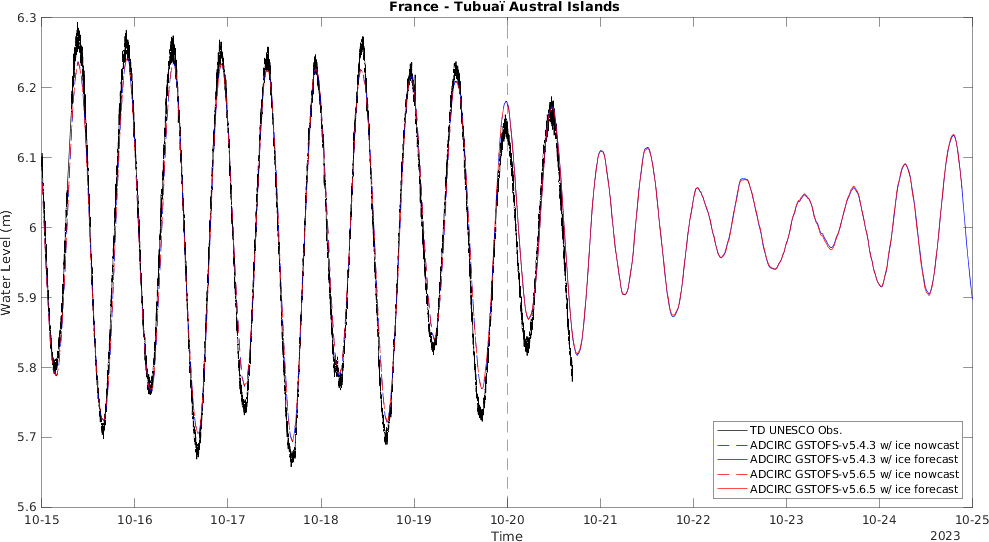 France - Tubuaï Austral Islands
Water Level (m)
6.3
6.2
6.1
6
5.9
5.8
5.7
5.6
TD UNESCO Obs.
ADCIRC GSTOFS-v5.4.3 w/ ice nowcast
ADCIRC GSTOFS-v5.4.3 w/ ice forecast
ADCIRC GSTOFS-v5.6.5 w/ ice nowcast
ADCIRC GSTOFS-v5.6.5 w/ ice forecast
10-15 10-16 10-17 10-18 10-19 10-20 10-21 10-22 10-23 10-24 10-25
Time
2023